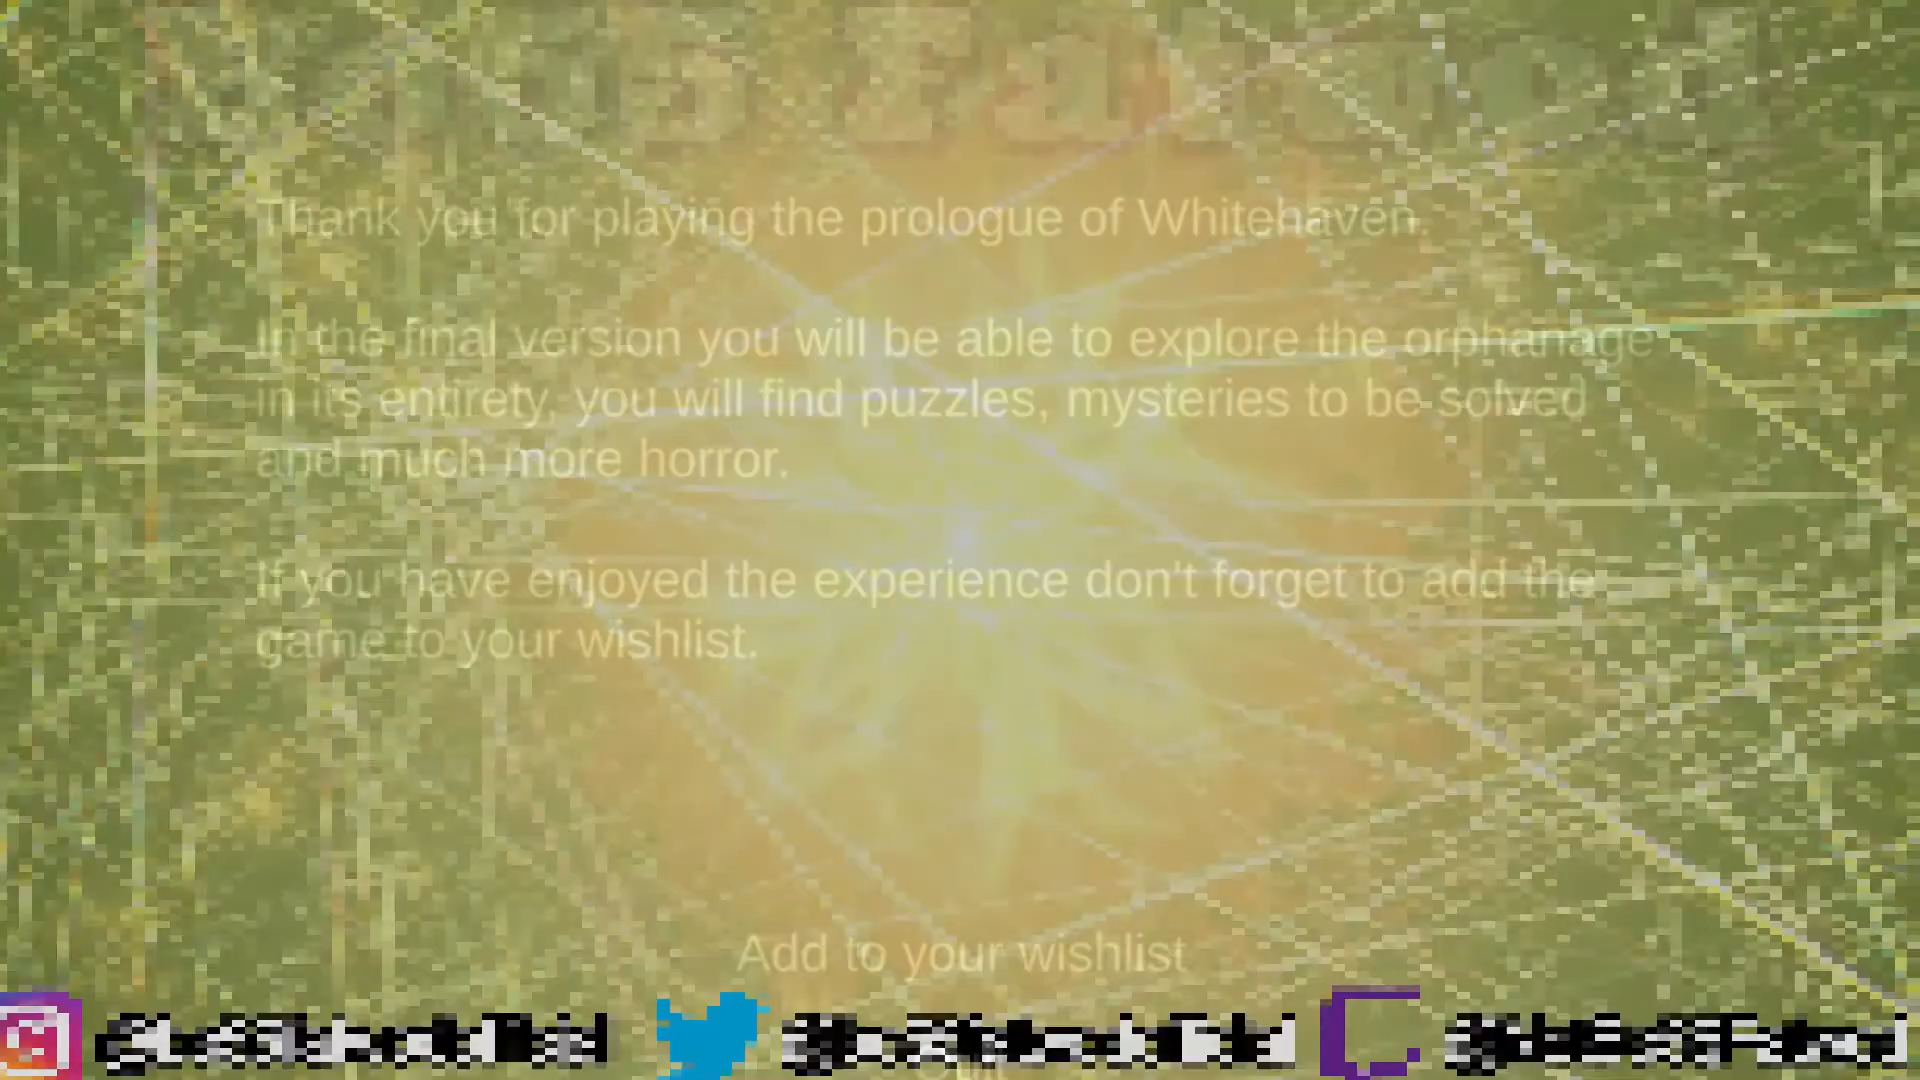 Thank you for playing the prologue of Whitehaven.
In the final version you will be able to explore the orphanage
in its entirety, you will find puzzles, mysteries to be solved
and much more horror.
If you have enjoyed the experience don't forget to add the
game to your wishlist.
Add to your wishlist
Quit